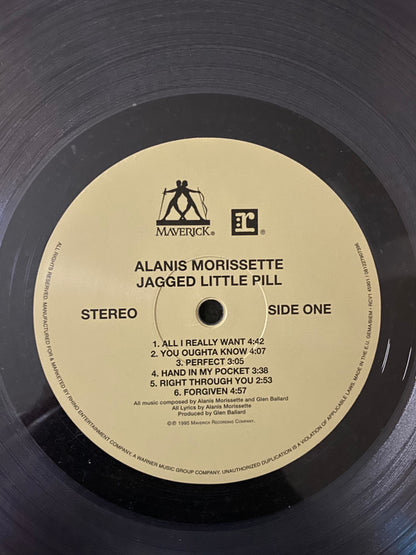 MAVERICK®
r®
ALANIS MORISSETTE
JAGGED LITTLE PILL
STEREO
SIDE ONE
1. ALL I REALLY WANT 4:42
2. YOU OUGHTA KNOW 4:07
3. PERFECT 3:05
4. HAND IN MY POCKET 3:38
5. RIGHT THROUGH YOU 2:53
6. FORGIVEN 4:57
All music composed by Alanis Morissette and Glen Ballard
All Lyrics by Alanis Morissette
Produced by Glen Ballard
©℗ 1995 MAVERICK RECORDING COMPANY.
ALL RIGHTS RESERVED. MANUFACTURED FOR & MARKETED BY RHINO ENTERTAINMENT COMPANY, A WARNER MUSIC GROUP COMPANY. UNAUTHORIZED DUPLICATION IS A VIOLATION OF APPLICABLE LAWS. MADE IN THE E.U. GEMA/BIEM - RCV1 45901